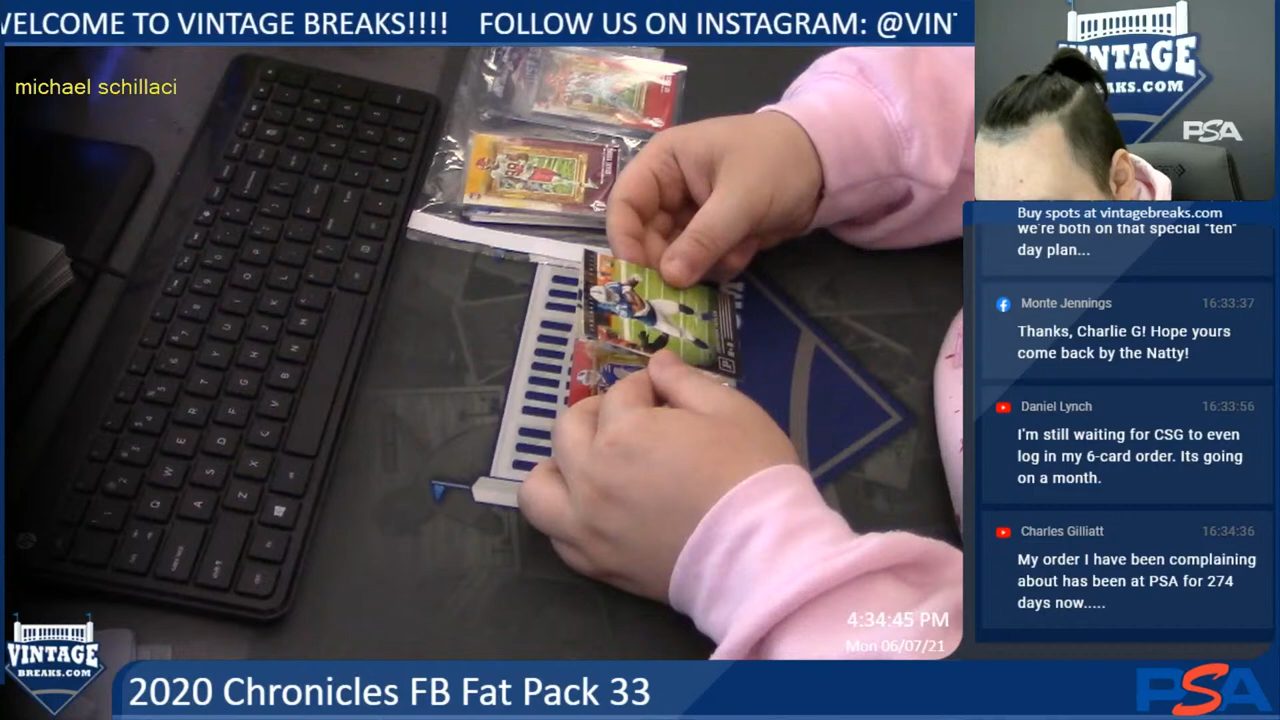 VELCOME TO VINTAGE BREAKS!!!! FOLLOW US ON INSTAGRAM: @VIN
michael schillaci
VINTAGE
AKS.COM
PSA
Buy spots at vintagebreaks.com
we're both on that special "ten"
day plan...
Monte Jennings 16:33:37
Thanks, Charlie G! Hope yours
come back by the Natty!
Daniel Lynch 16:33:56
I'm still waiting for CSG to even
log in my 6-card order. Its going
on a month.
Charles Gilliatt 16:34:36
My order I have been complaining
about has been at PSA for 274
days now.....
4:34:45 PM
Mon 06/07/21
VINTAGE
BREAKS.COM
2020 Chronicles FB Fat Pack 33
PSA